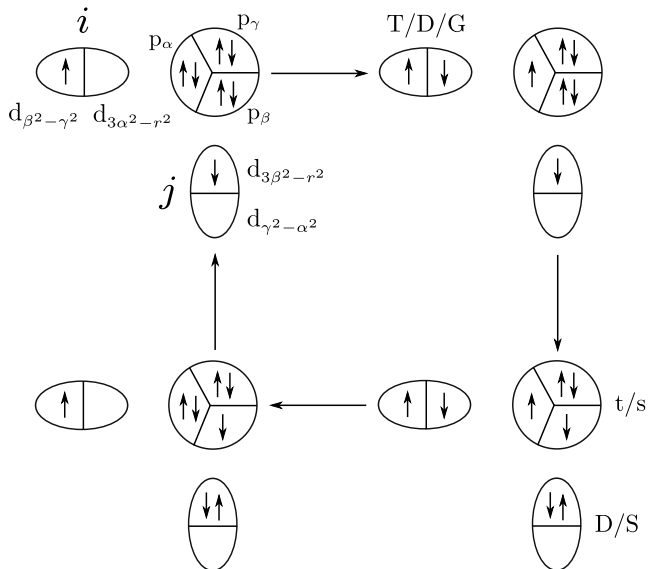 i
p_γ
T/D/G
p_α
d_{β²−γ²} d_{3α²−r²}
p_β
j
d_{3β²−r²}
d_{γ²−α²}
t/s
D/S